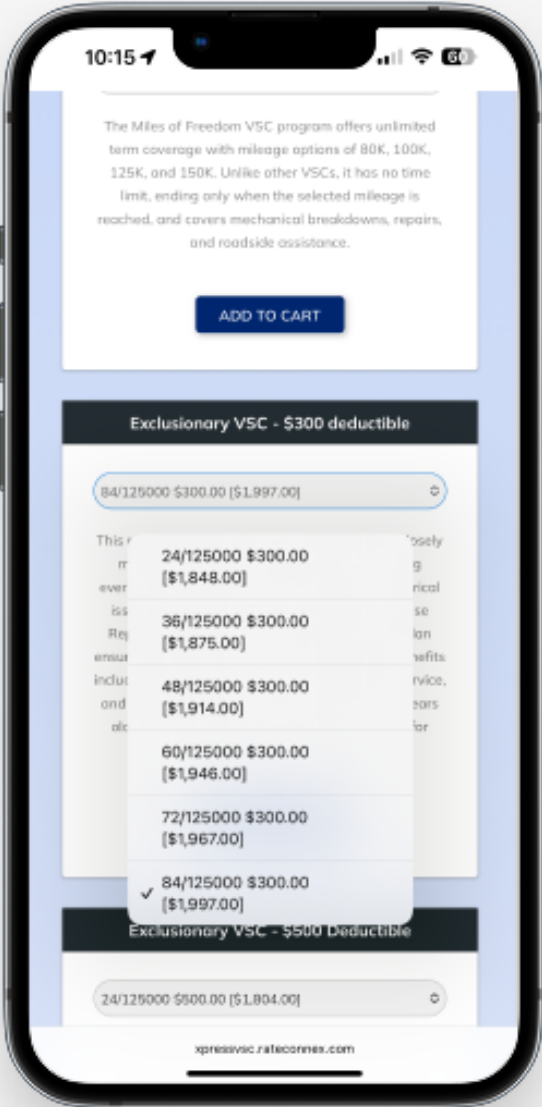 10:15
60
The Miles of Freedom VSC program offers unlimited
term coverage with mileage options of 80K, 100K,
125K, and 150K. Unlike other VSCs, it has no time
limit, ending only when the selected mileage is
reached, and covers mechanical breakdowns, repairs,
and roadside assistance.
ADD TO CART
Exclusionary VSC - $300 deductible
84/125000 $300.00 [$1,997.00]
This
24/125000 $300.00
[$1,848.00]
36/125000 $300.00
[$1,875.00]
48/125000 $300.00
[$1,914.00]
60/125000 $300.00
[$1,946.00]
72/125000 $300.00
[$1,967.00]
84/125000 $300.00
[$1,997.00]
and
Exclusionary VSC - $500 Deductible
24/125000 $500.00 [$1,804.00]
xpressvsc.rateconnex.com